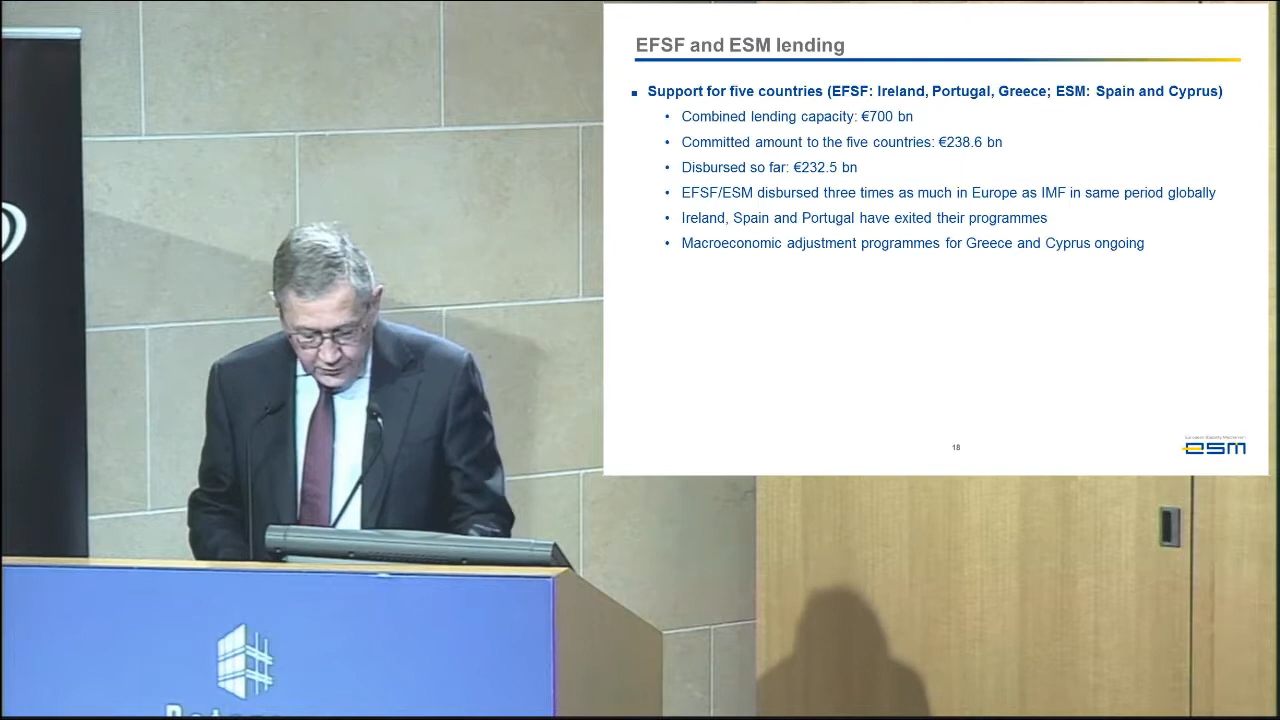 EFSF and ESM lending
Support for five countries (EFSF: Ireland, Portugal, Greece; ESM: Spain and Cyprus)
Combined lending capacity: €700 bn
Committed amount to the five countries: €238.6 bn
Disbursed so far: €232.5 bn
EFSF/ESM disbursed three times as much in Europe as IMF in same period globally
Ireland, Spain and Portugal have exited their programmes
Macroeconomic adjustment programmes for Greece and Cyprus ongoing
European Stability Mechanism
esm
18